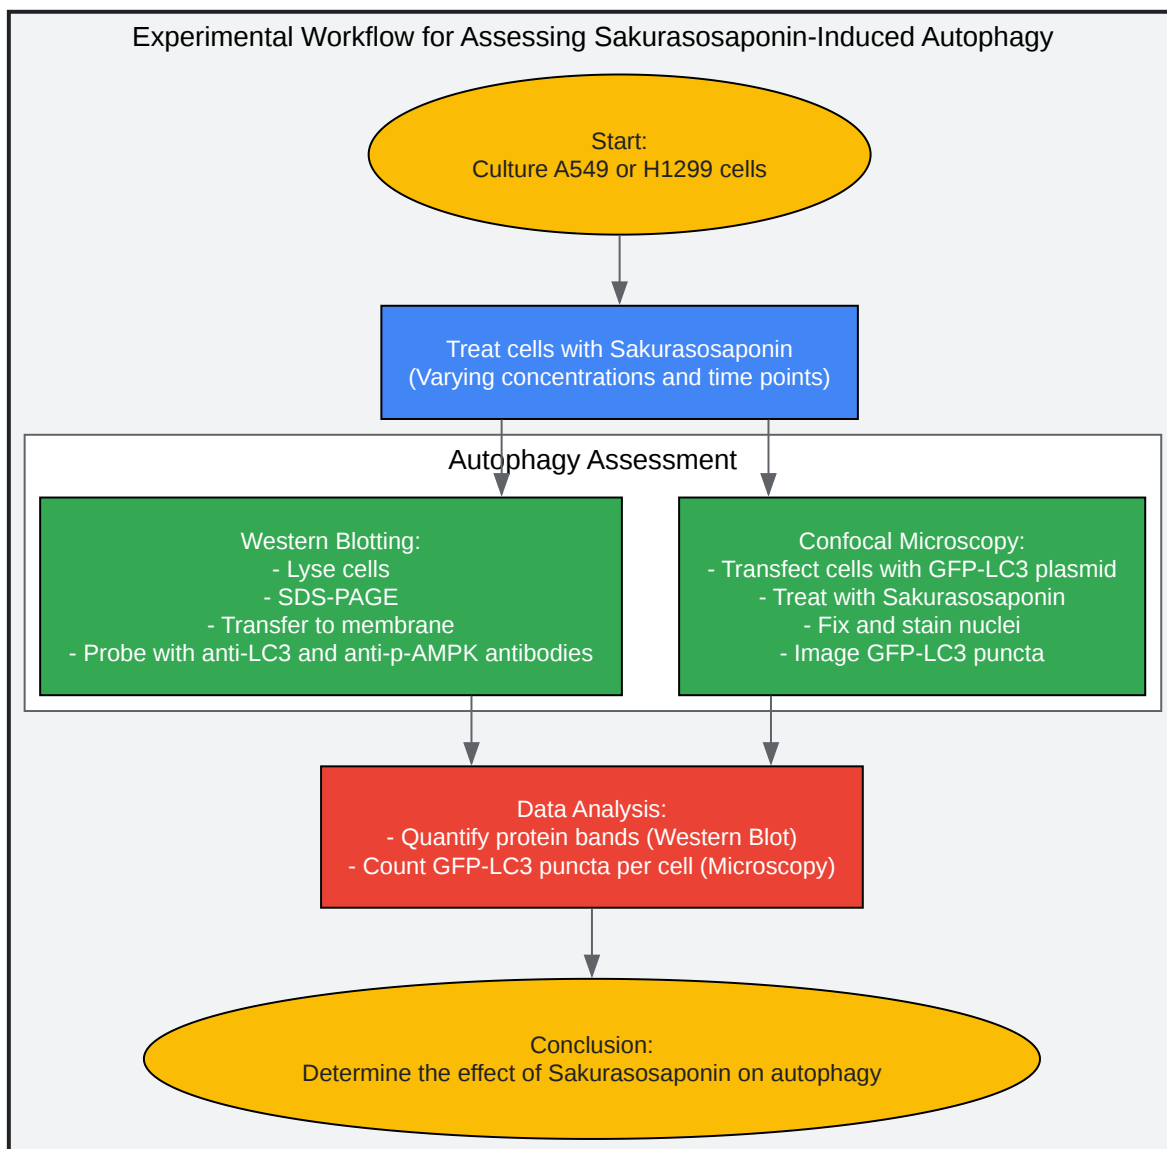 Experimental Workflow for Assessing Sakurasosaponin-Induced Autophagy
Start:
Culture A549 or H1299 cells
Treat cells with Sakurasosaponin
(Varying concentrations and time points)
Autophagy Assessment
Western Blotting:
- Lyse cells
- SDS-PAGE
- Transfer to membrane
- Probe with anti-LC3 and anti-p-AMPK antibodies
Confocal Microscopy:
- Transfect cells with GFP-LC3 plasmid
- Treat with Sakurasosaponin
- Fix and stain nuclei
- Image GFP-LC3 puncta
Data Analysis:
- Quantify protein bands (Western Blot)
- Count GFP-LC3 puncta per cell (Microscopy)
Conclusion:
Determine the effect of Sakurasosaponin on autophagy